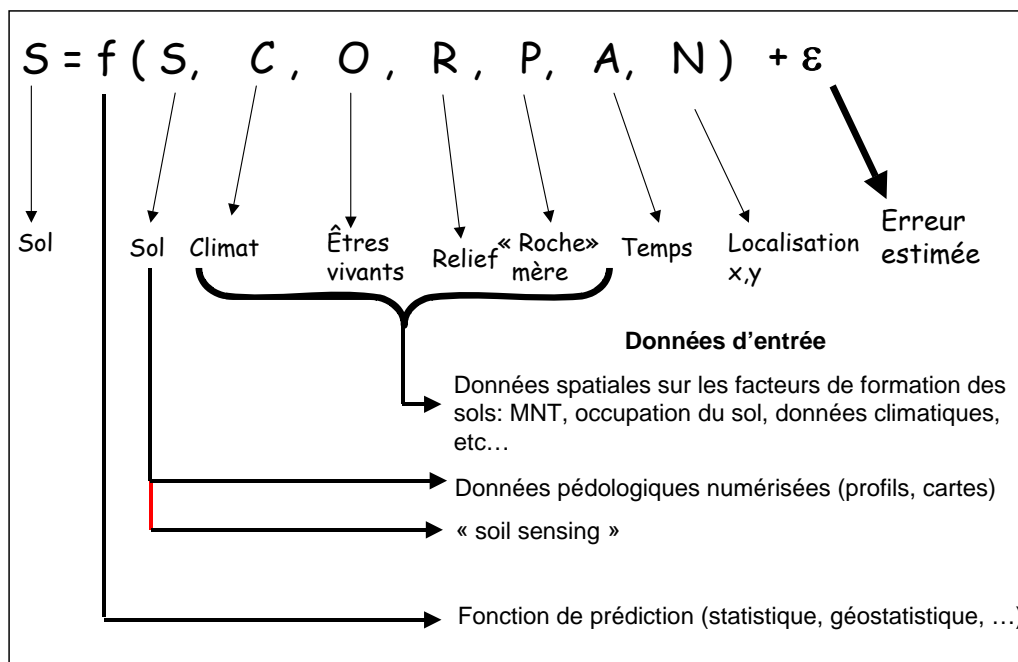 S = f ( S, C, O, R, P, A, N ) + ε
Sol
Sol
Climat
Êtres
vivants
Relief
« Roche»
mère
Temps
Localisation
x,y
Erreur
estimée
Données d'entrée
Données spatiales sur les facteurs de formation des
sols: MNT, occupation du sol, données climatiques,
etc…
Données pédologiques numérisées (profils, cartes)
« soil sensing »
Fonction de prédiction (statistique, géostatistique, …)